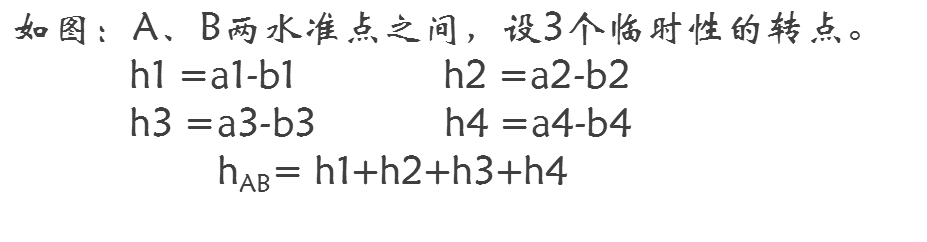 如图：A、B两水准点之间，设3个临时性的转点。
h1 =a1-b1 h2 =a2-b2
h3 =a3-b3 h4 =a4-b4
hAB= h1+h2+h3+h4